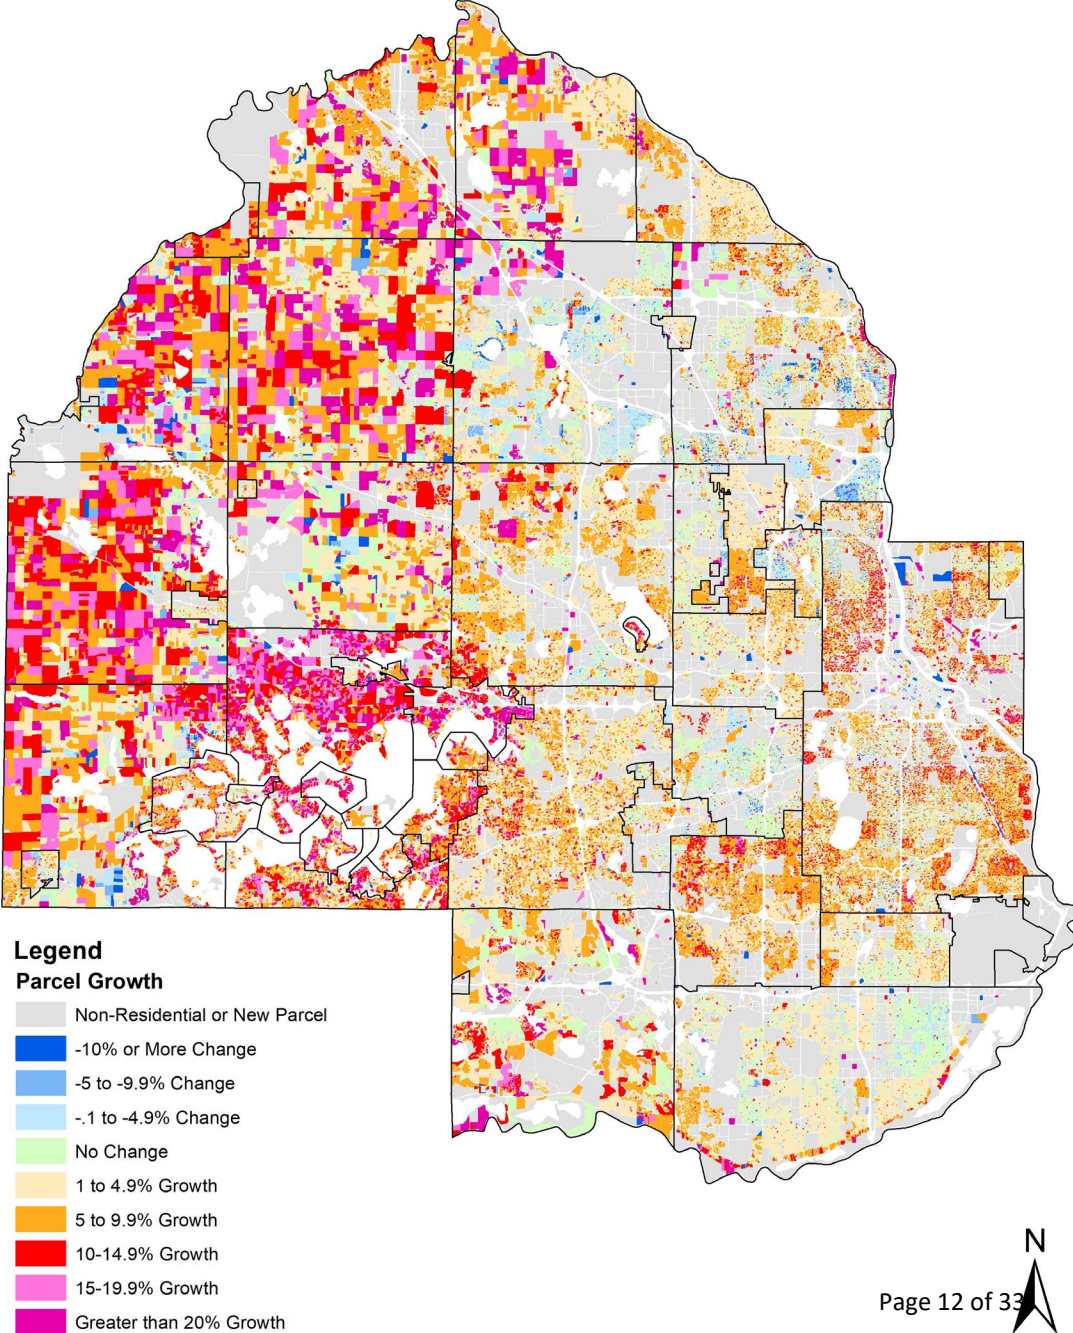 Legend
Parcel Growth
Non-Residential or New Parcel
-10% or More Change
-5 to -9.9% Change
-.1 to -4.9% Change
No Change
1 to 4.9% Growth
5 to 9.9% Growth
10-14.9% Growth
15-19.9% Growth
Greater than 20% Growth
N
Page 12 of 33